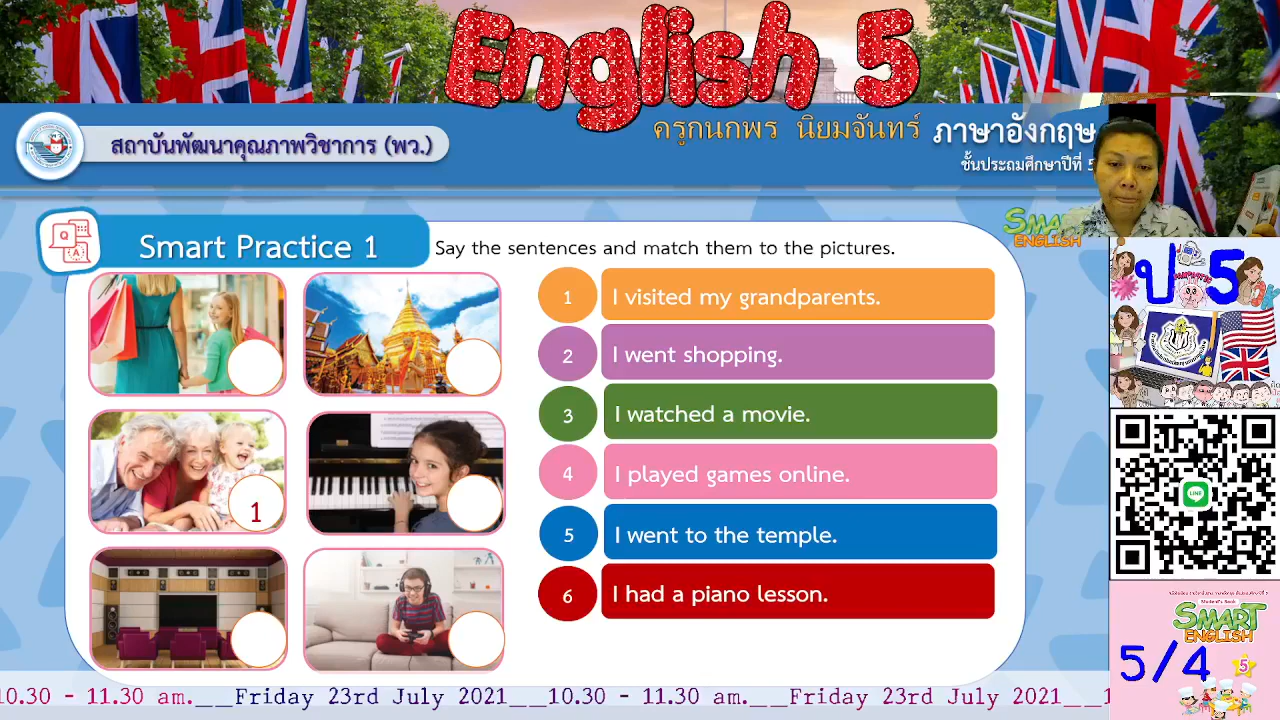 English 5
ครูกนกพร นิยมจันทร์
ภาษาอังกฤษ
ชั้นประถมศึกษาปีที่ 5
สถาบันพัฒนาคุณภาพวิชาการ (พว.)
Smart Practice 1
Say the sentences and match them to the pictures.
SMART
ENGLISH
1 I visited my grandparents.
2 I went shopping.
3 I watched a movie.
4 I played games online.
5 I went to the temple.
6 I had a piano lesson.
1
ป 5
LINE
SMART
ENGLISH
5/4
5
10.30 - 11.30 am.__Friday 23rd July 2021__10.30 - 11.30 am.__Friday 23rd July 2021__1